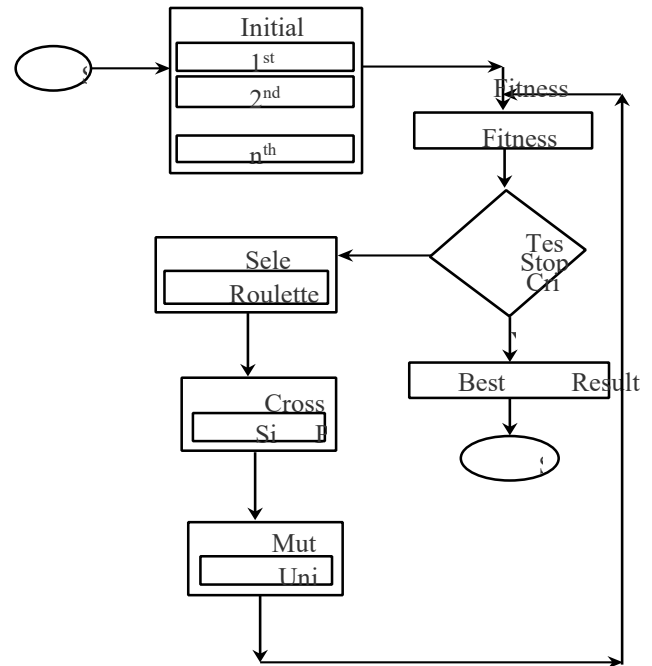 Initial
1st
2nd
nth
Fitness
Fitness
Tes
Stop
Cri
Sele
Roulette
Best Result
Cross
Si
Mut
Uni